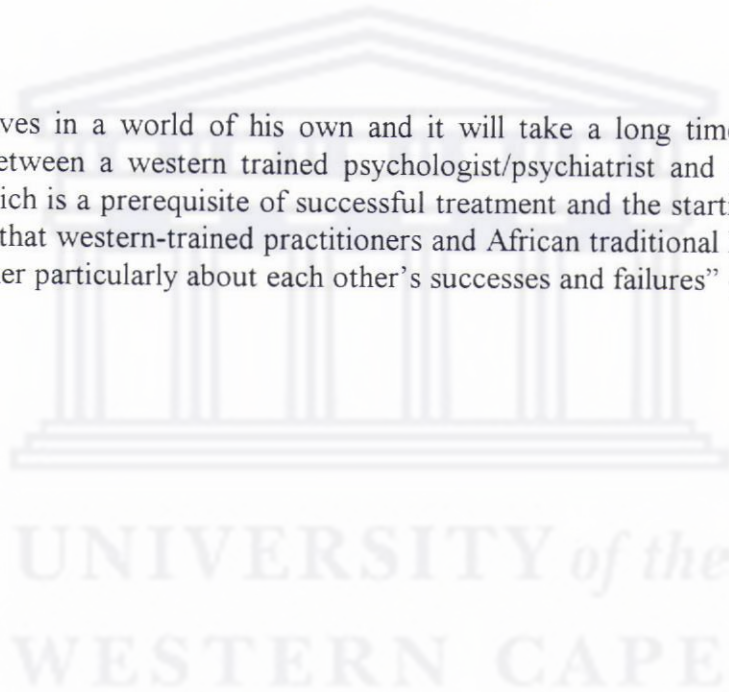 ves in a world of his own and it will take a long time
etween a western trained psychologist/psychiatrist and
ich is a prerequisite of successful treatment and the starti
that western-trained practitioners and African traditional
er particularly about each other's successes and failures”
UNIVERSITY of the
WESTERN CAPE